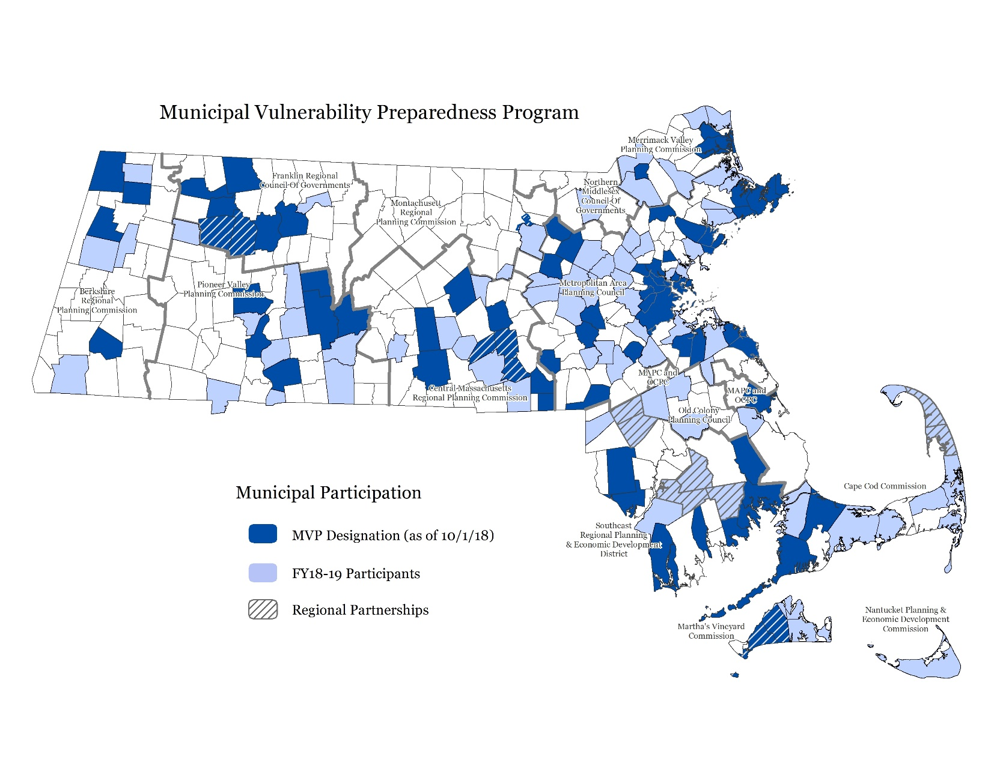 Municipal Vulnerability Preparedness Program
Merrimack Valley
Planning Commission
Franklin Regional
Council Of Governments
Northern
Middlesex
Council Of
Governments
Montachusett
Regional
Planning Commission
Pioneer Valley
Planning Commission
Berkshire
Regional
Planning Commission
Metropolitan Area
Planning Council
MAPC and
OCPC
MAPC and
OCPC
Central Massachusetts
Regional Planning Commission
Old Colony
Planning Council
Cape Cod Commission
Municipal Participation
MVP Designation (as of 10/1/18)
FY18-19 Participants
Regional Partnerships
Southeast
Regional Planning
& Economic Development
District
Martha's Vineyard
Commission
Nantucket Planning &
Economic Development
Commission